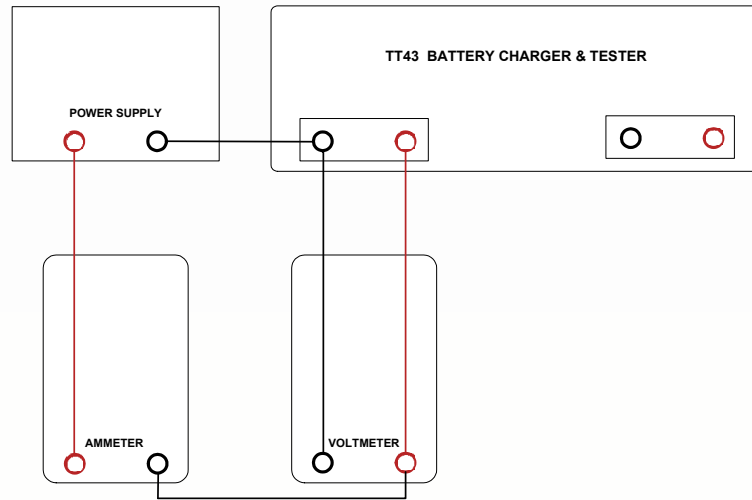 TT43 BATTERY CHARGER & TESTER
POWER SUPPLY
AMMETER
VOLTMETER